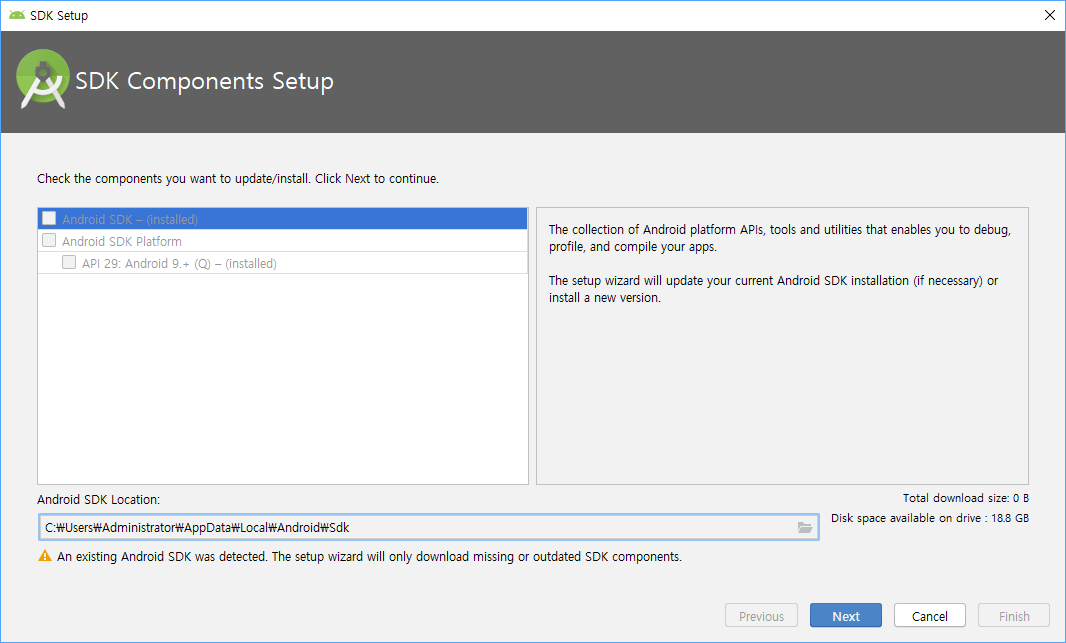 SDK Setup
SDK Components Setup
Check the components you want to update/install. Click Next to continue.
Android SDK – (installed)
Android SDK Platform
API 29: Android 9.+ (Q) – (installed)
The collection of Android platform APIs, tools and utilities that enables you to debug,
profile, and compile your apps.
The setup wizard will update your current Android SDK installation (if necessary) or
install a new version.
Android SDK Location:
Total download size: 0 B
C:₩Users₩Administrator₩AppData₩Local₩Android₩Sdk
Disk space available on drive : 18.8 GB
An existing Android SDK was detected. The setup wizard will only download missing or outdated SDK components.
Previous
Next
Cancel
Finish